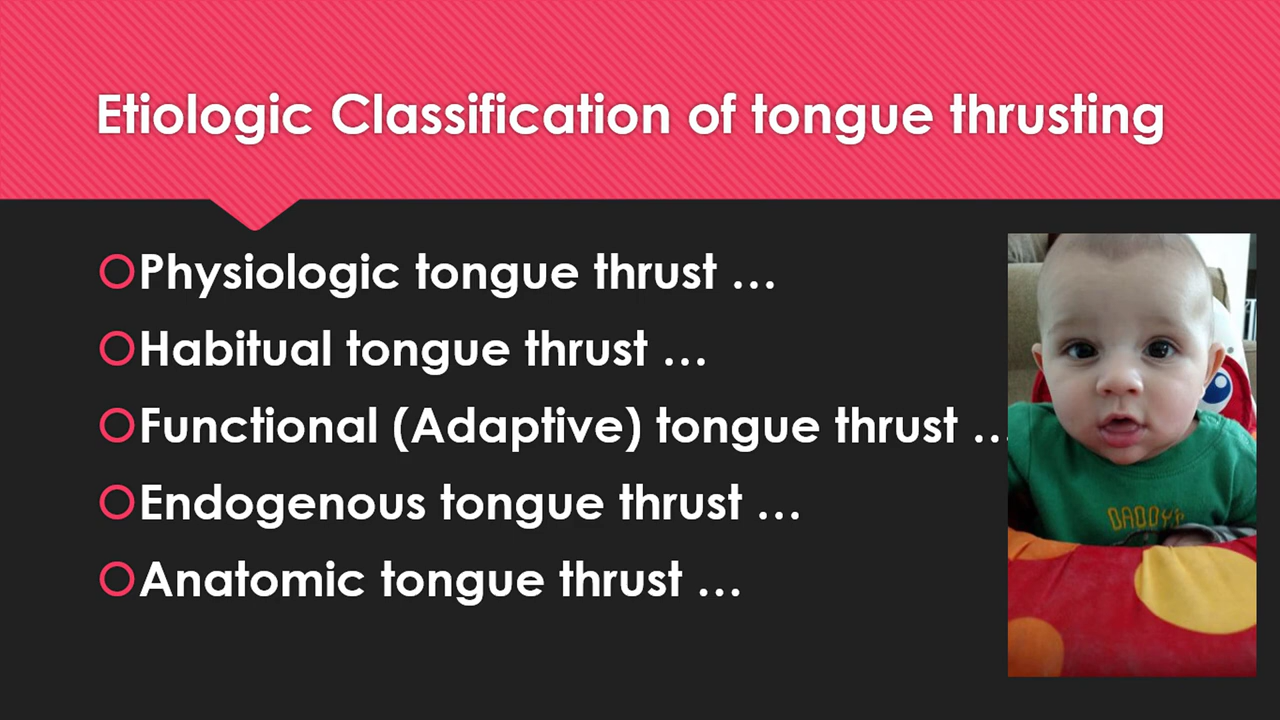 Etiologic Classification of tongue thrusting
Physiologic tongue thrust ...
Habitual tongue thrust ...
Functional (Adaptive) tongue thrust ...
Endogenous tongue thrust ...
Anatomic tongue thrust ...
DADDY's